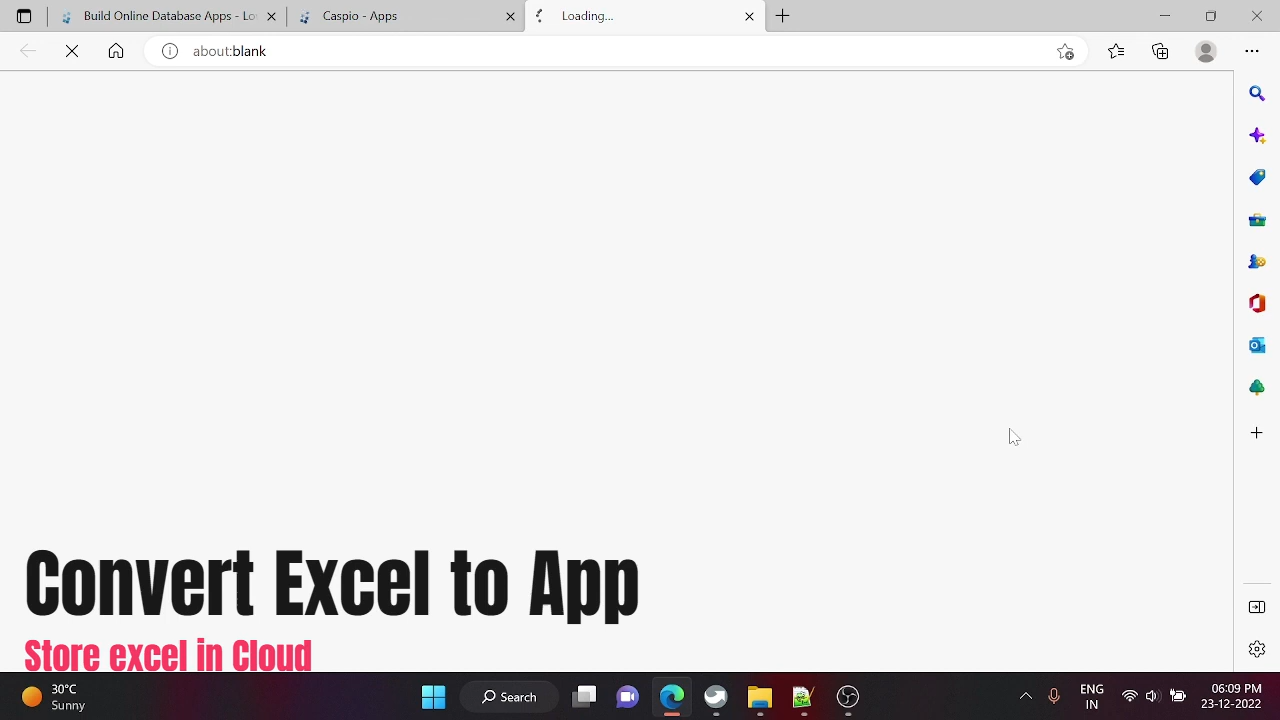 Build Online Database Apps - Lo
Caspio - Apps
Loading...
about:blank
Convert Excel to App
Store excel in Cloud
30°C
Sunny
Search
ENG
IN
06:09 PM
23-12-2022